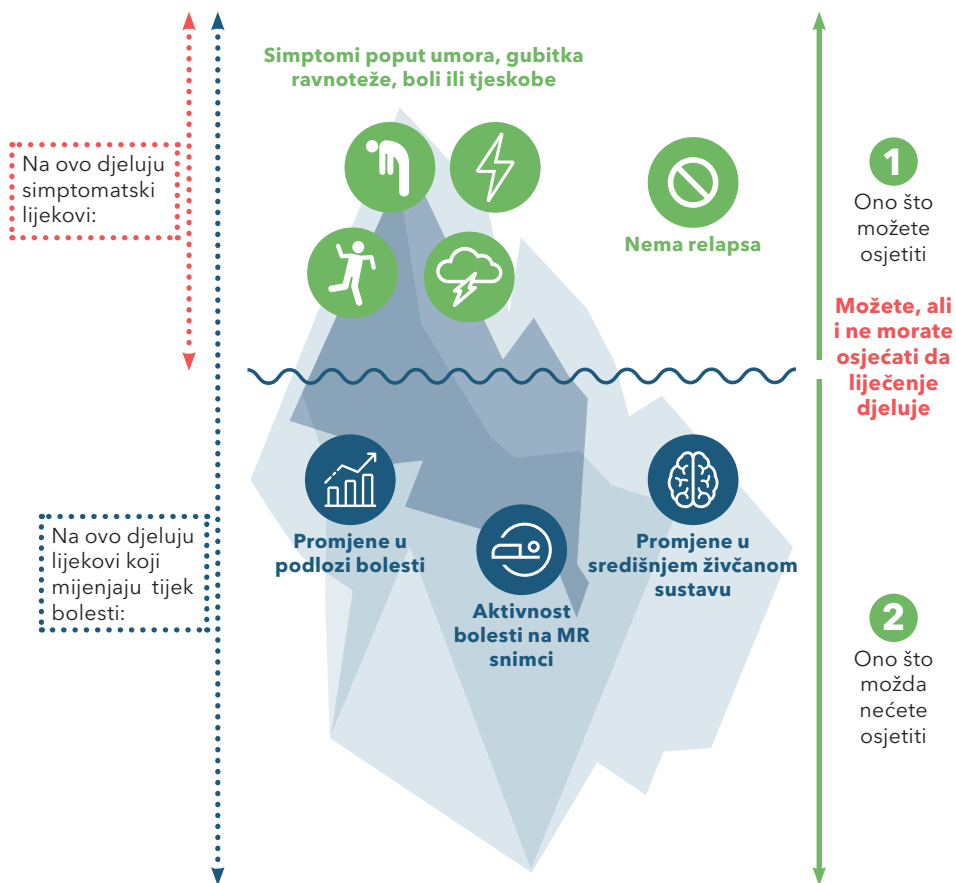 Simptomi poput umora, gubitka
ravnoteže, boli ili tjeskobe
Na ovo djeluju
simptomatski
lijekovi:
Nema relapsa
1
Ono što
možete
osjetiti
Možete, ali
i ne morate
osjećati da
liječenje
djeluje
Na ovo djeluju
lijekovi koji
mijenjaju tijek
bolesti:
Promjene u
podlozi bolesti
Aktivnost
bolesti na MR
snimci
Promjene u
središnjem živčanom
sustavu
2
Ono što
možda
nećete
osjetiti